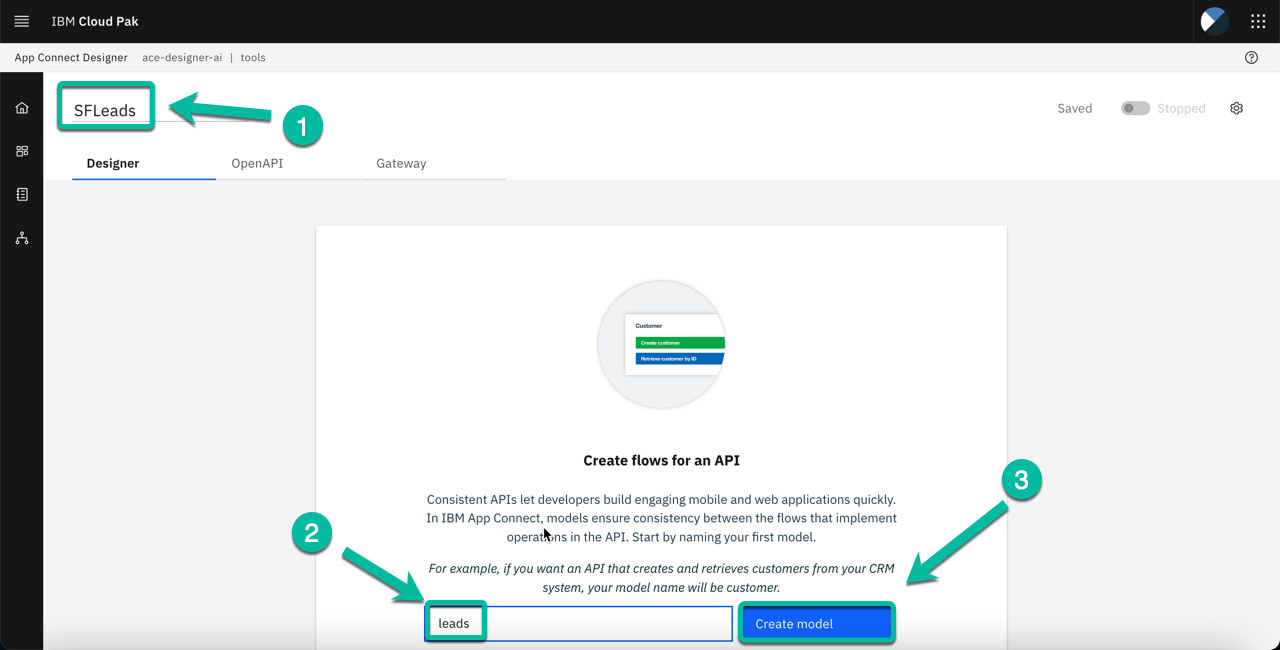 IBM Cloud Pak
App Connect Designer ace-designer-ai | tools
SFLeads
1
Saved Stopped
Designer OpenAPI Gateway
Customer
Create customer
Retrieve customer by ID
Create flows for an API
Consistent APIs let developers build engaging mobile and web applications quickly.
In IBM App Connect, models ensure consistency between the flows that implement
operations in the API. Start by naming your first model.
For example, if you want an API that creates and retrieves customers from your CRM
system, your model name will be customer.
2
3
leads Create model